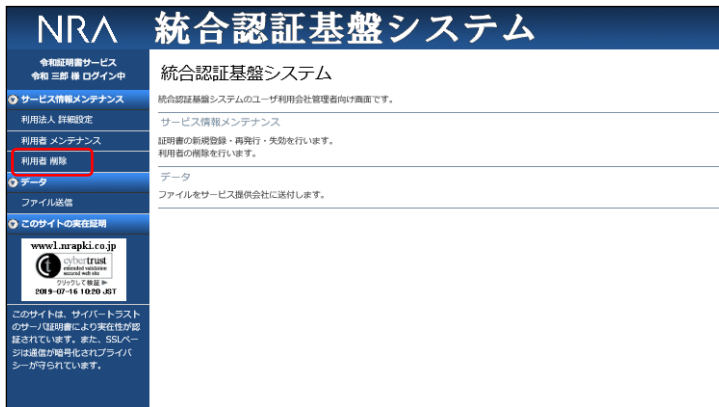 NRA 統合認証基盤システム
令和証明書サービス
令和 三郎 様 ログイン中
サービス情報メンテナンス
利用法人 詳細設定
利用者 メンテナンス
利用者 削除
データ
ファイル送信
このサイトの実在証明
www1.nrapki.co.jp
cybertrust
extended validation
secured web site
クリックして検証
2019-07-16 10:20 JST
このサイトは、サイバートラスト
のサーバ証明書により実在性が認
証されています。また、SSLペー
ジは通信が暗号化されプライバ
シーが守られています。
統合認証基盤システム
統合認証基盤システムのユーザ利用会社管理者向け画面です。
サービス情報メンテナンス
証明書の新規登録・再発行・失効を行います。
利用者の削除を行います。
データ
ファイルをサービス提供会社に送付します。